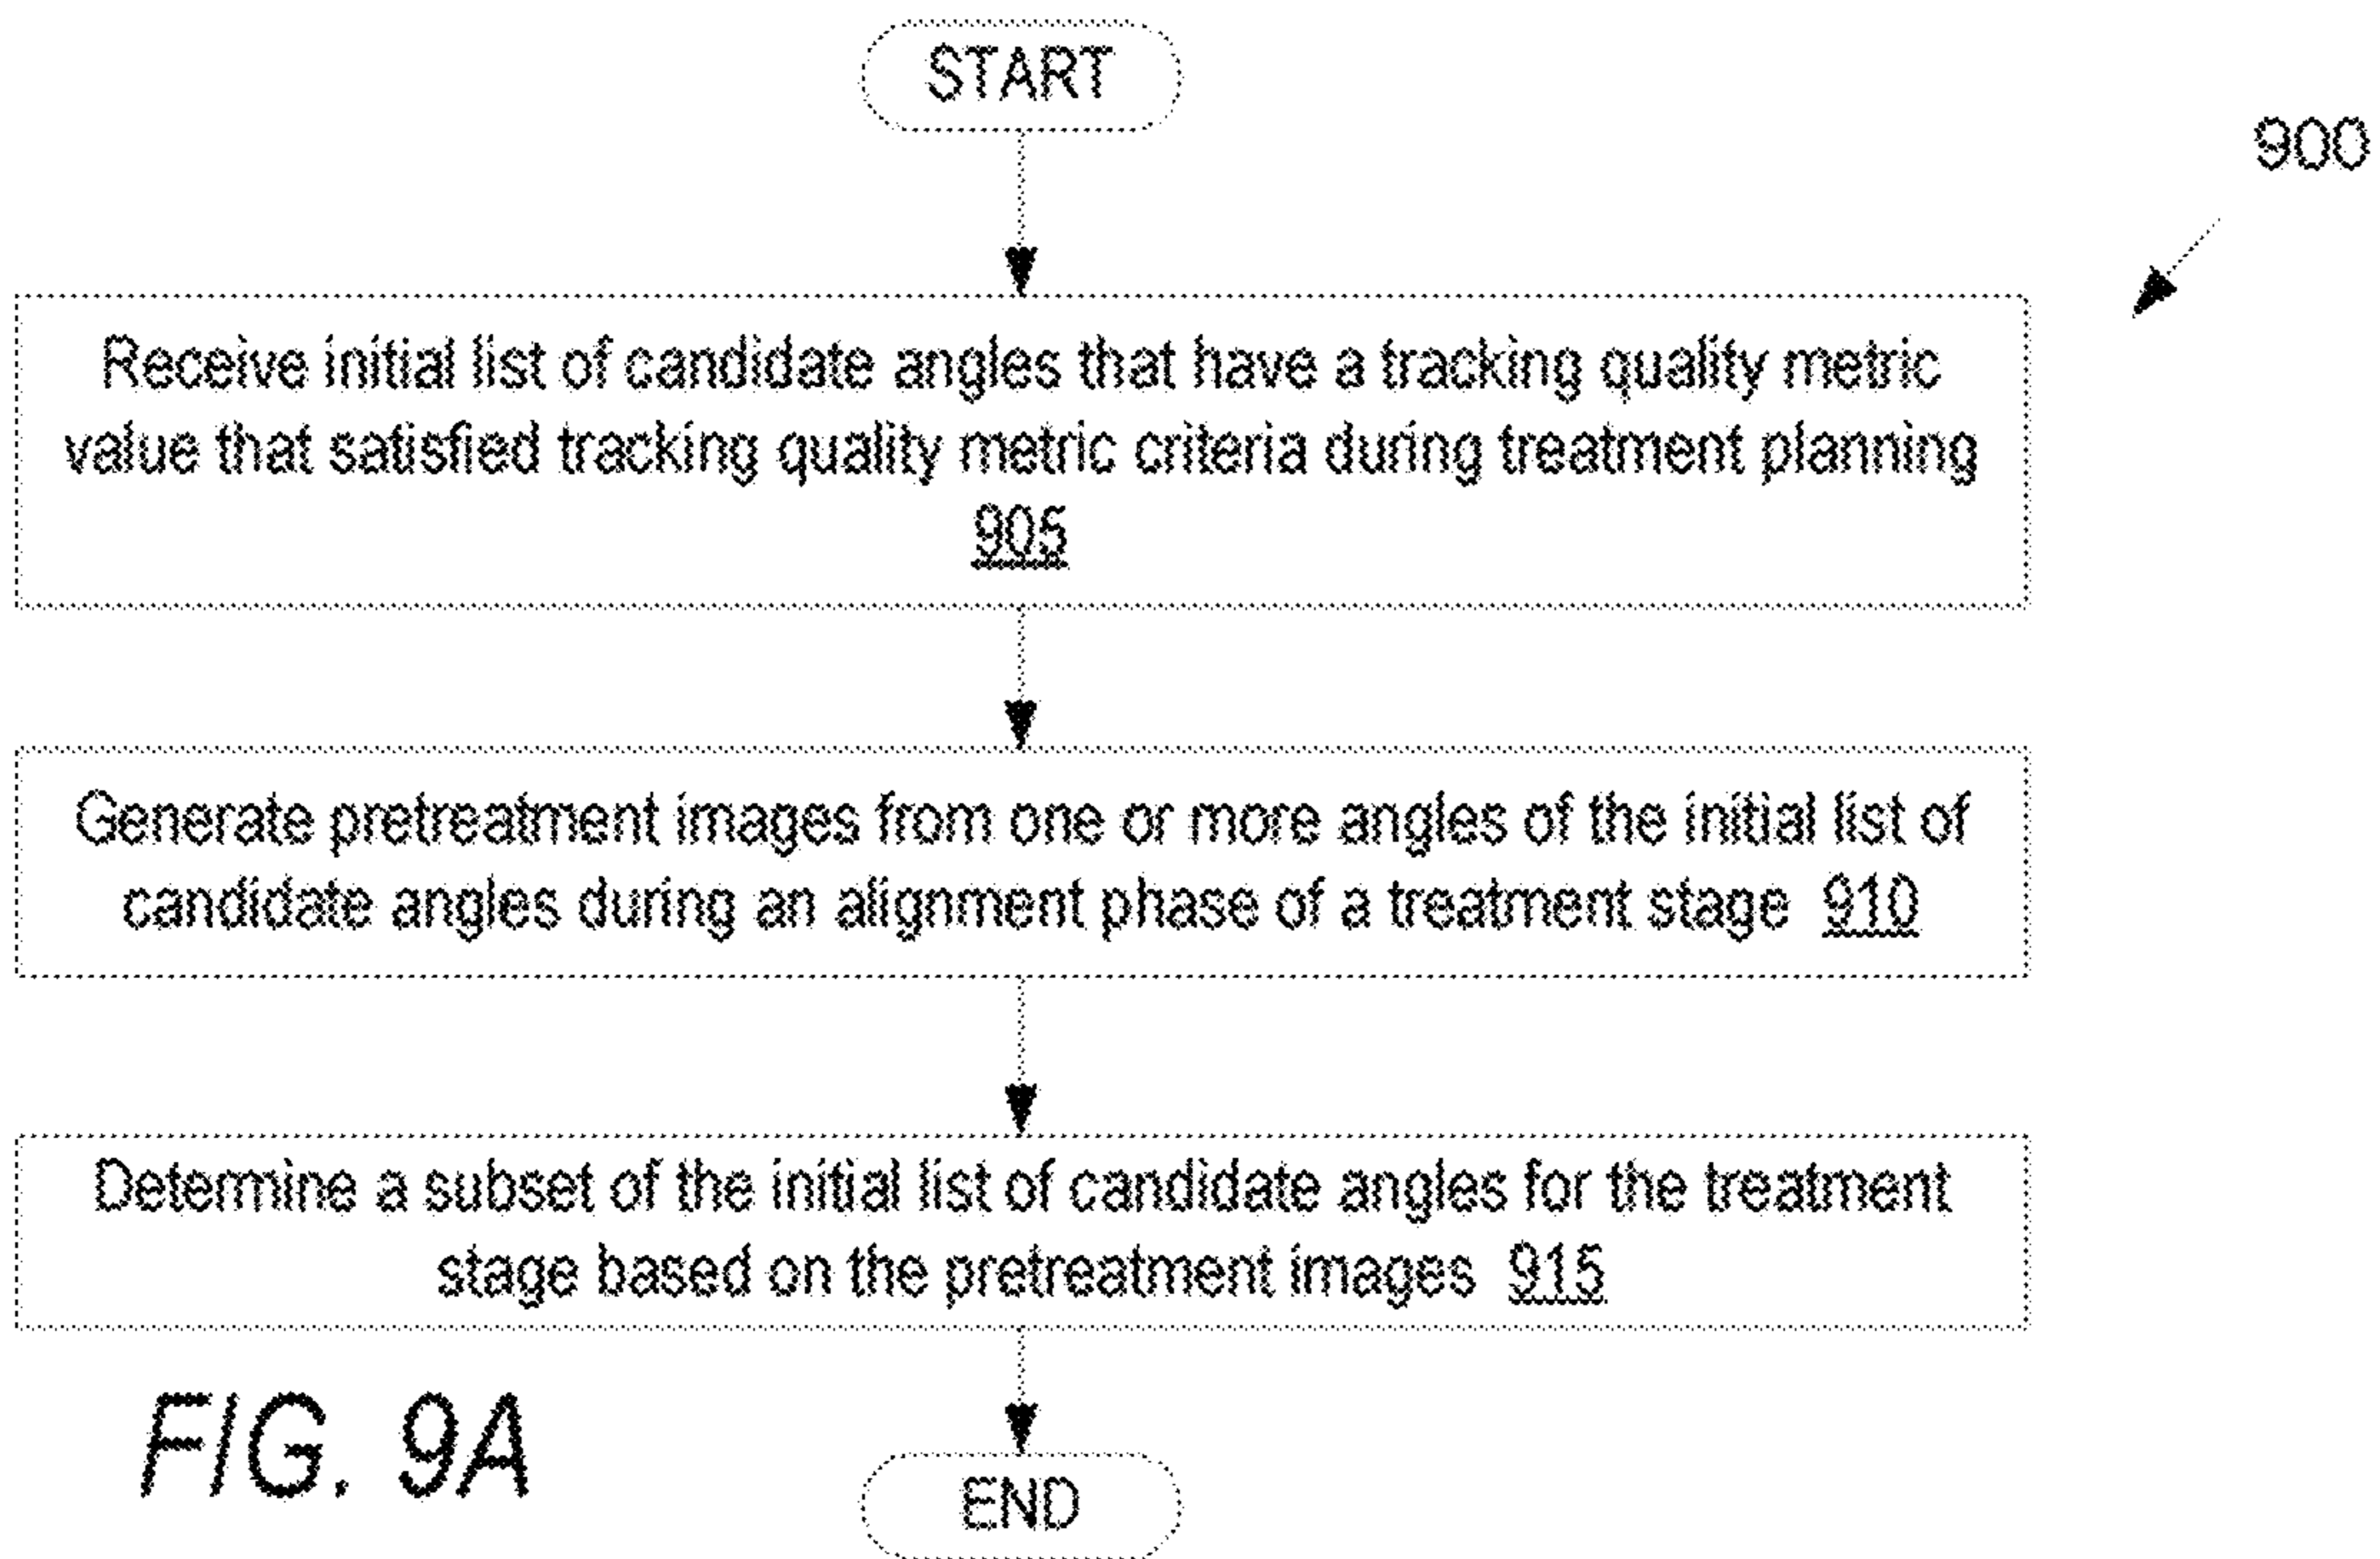 START
900
Receive initial list of candidate angles that have a tracking quality metric
value that satisfied tracking quality metric criteria during treatment planning
905
Generate pretreatment images from one or more angles of the initial list of
candidate angles during an alignment phase of a treatment stage 910
Determine a subset of the initial list of candidate angles for the treatment
stage based on the pretreatment images 915
FIG. 9A
END